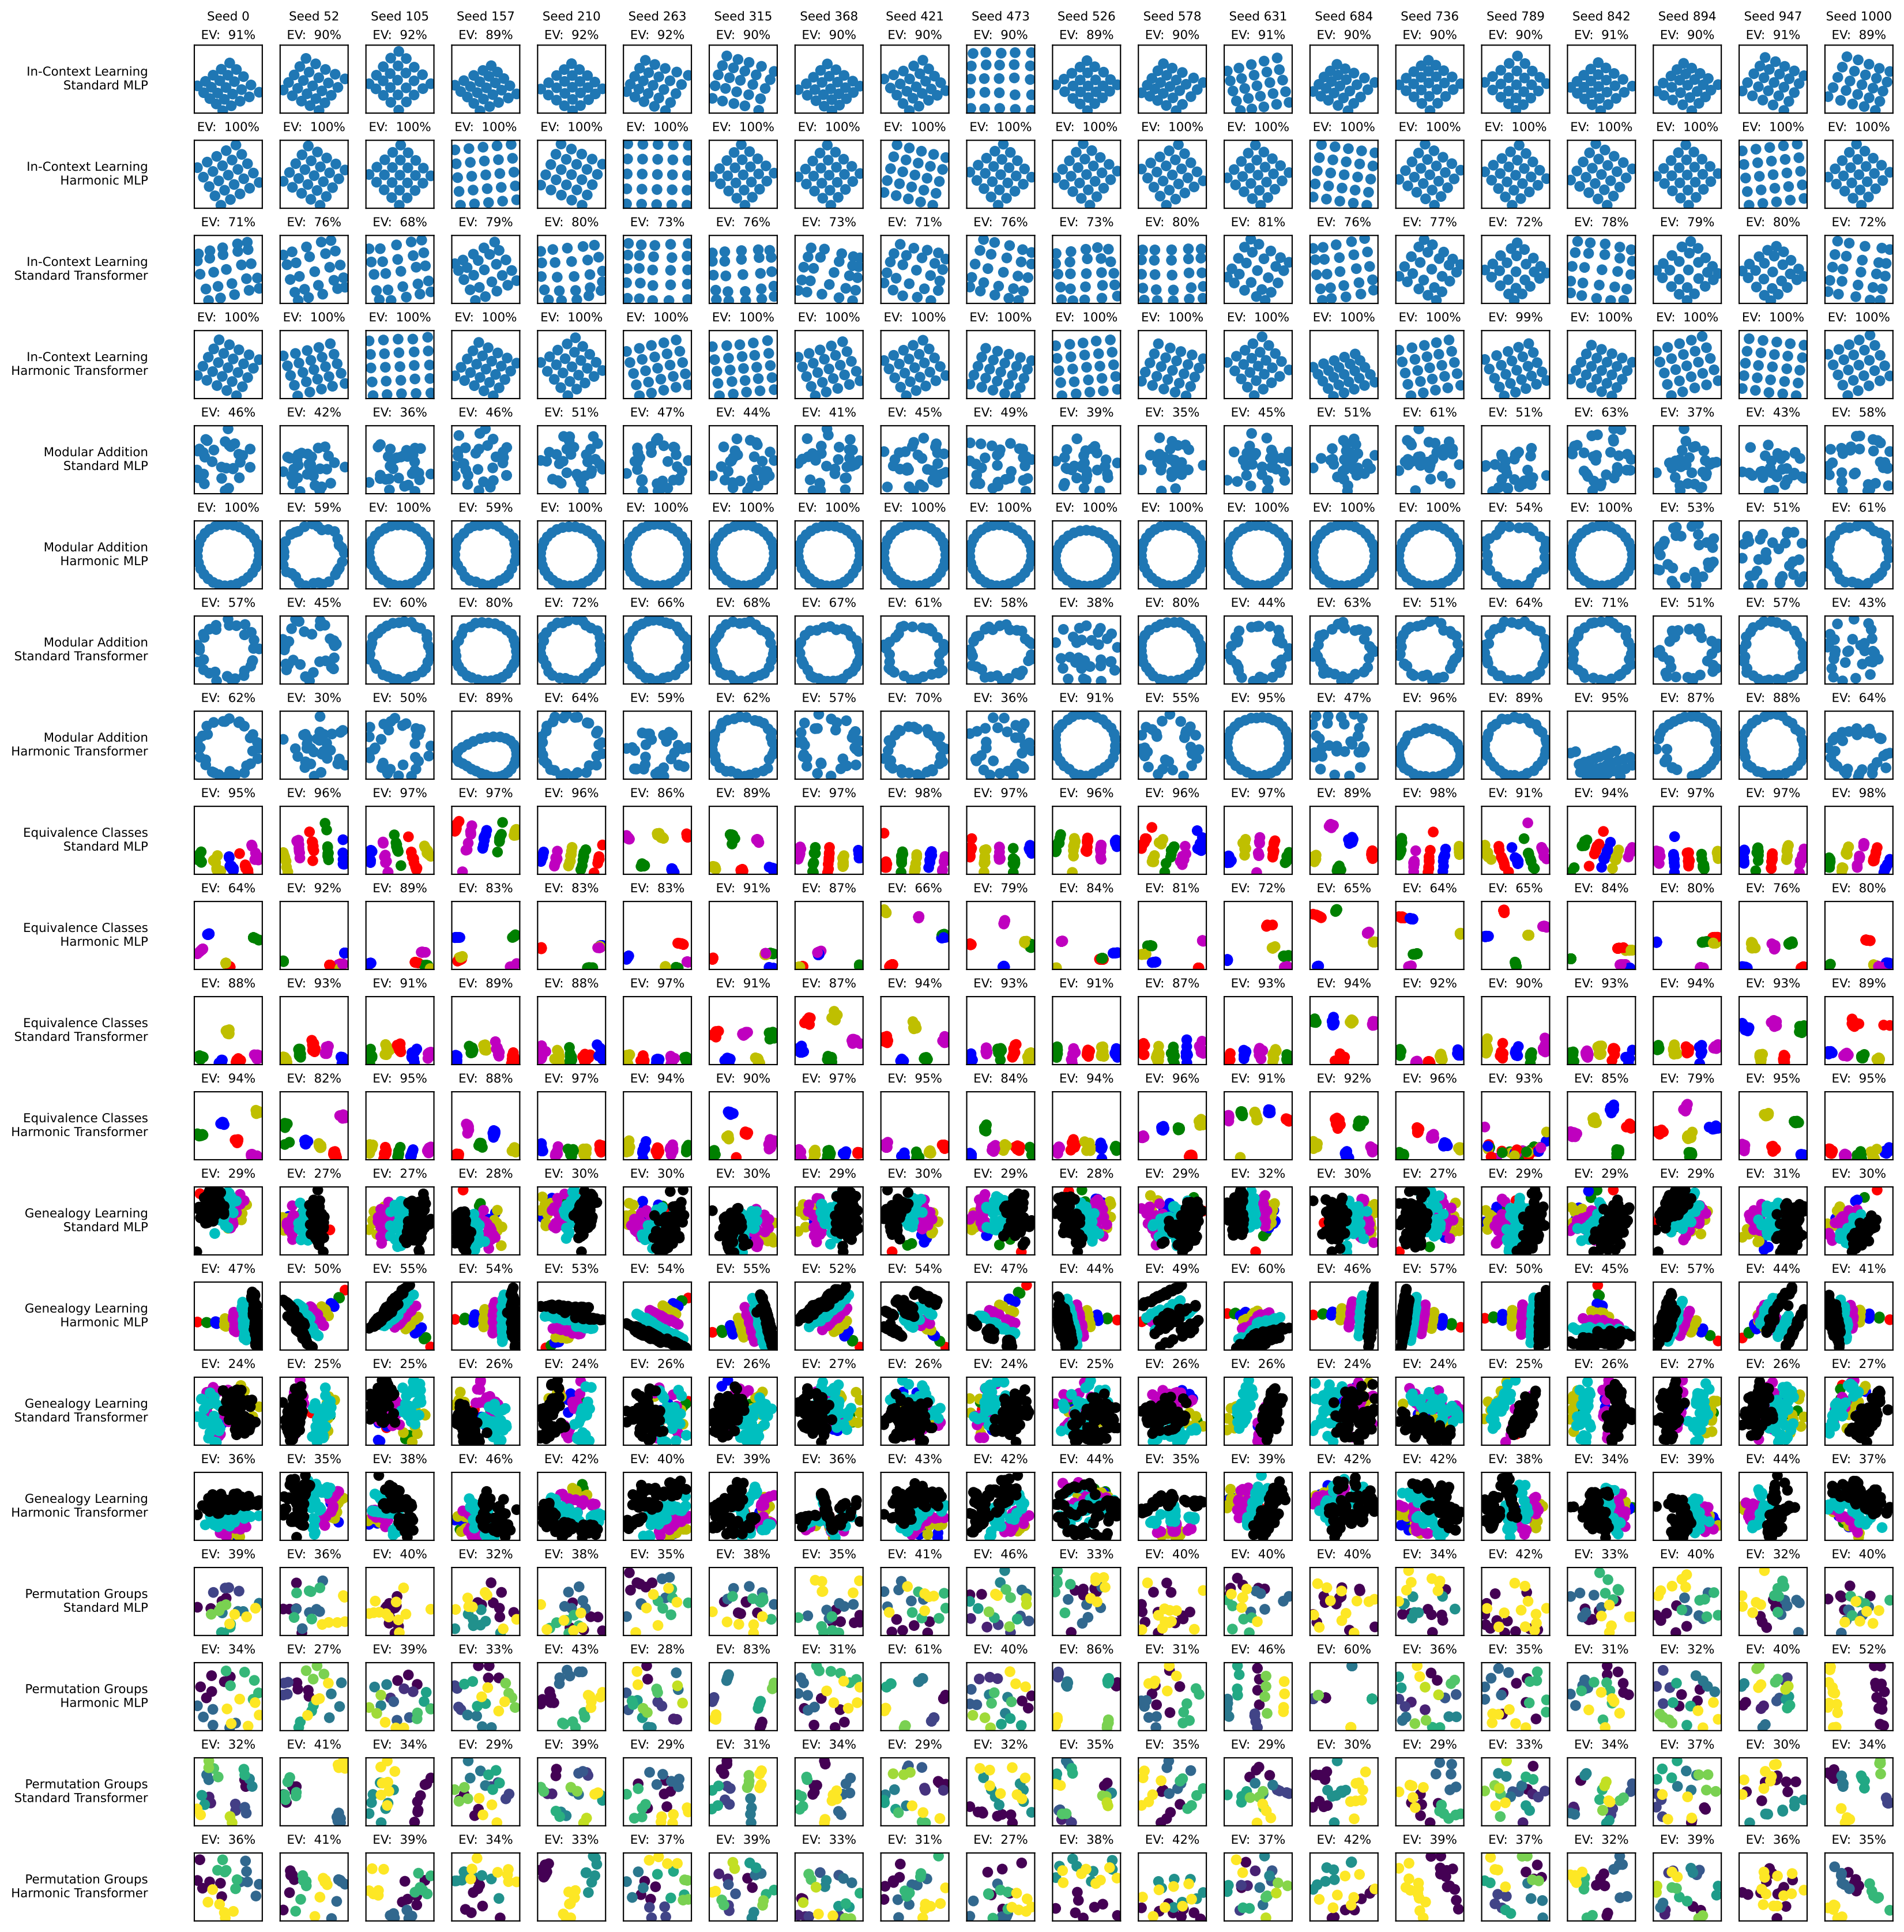 Seed 0 Seed 52 Seed 105 Seed 157 Seed 210 Seed 263 Seed 315 Seed 368 Seed 421 Seed 473 Seed 526 Seed 578 Seed 631 Seed 684 Seed 736 Seed 789 Seed 842 Seed 894 Seed 947 Seed 1000
EV: 91% EV: 90% EV: 92% EV: 89% EV: 92% EV: 92% EV: 90% EV: 90% EV: 90% EV: 90% EV: 89% EV: 90% EV: 91% EV: 90% EV: 90% EV: 90% EV: 91% EV: 90% EV: 91% EV: 89%
In-Context Learning
Standard MLP
EV: 100% EV: 100% EV: 100% EV: 100% EV: 100% EV: 100% EV: 100% EV: 100% EV: 100% EV: 100% EV: 100% EV: 100% EV: 100% EV: 100% EV: 100% EV: 100% EV: 100% EV: 100% EV: 100% EV: 100%
In-Context Learning
Harmonic MLP
EV: 71% EV: 76% EV: 68% EV: 79% EV: 80% EV: 73% EV: 76% EV: 73% EV: 71% EV: 76% EV: 73% EV: 80% EV: 81% EV: 76% EV: 77% EV: 72% EV: 78% EV: 79% EV: 80% EV: 72%
In-Context Learning
Standard Transformer
EV: 100% EV: 100% EV: 100% EV: 100% EV: 100% EV: 100% EV: 100% EV: 100% EV: 100% EV: 100% EV: 100% EV: 100% EV: 100% EV: 100% EV: 100% EV: 99% EV: 100% EV: 100% EV: 100% EV: 100%
In-Context Learning
Harmonic Transformer
EV: 46% EV: 42% EV: 36% EV: 46% EV: 51% EV: 47% EV: 44% EV: 41% EV: 45% EV: 49% EV: 39% EV: 35% EV: 45% EV: 51% EV: 61% EV: 51% EV: 63% EV: 37% EV: 43% EV: 58%
Modular Addition
Standard MLP
EV: 100% EV: 59% EV: 100% EV: 59% EV: 100% EV: 100% EV: 100% EV: 100% EV: 100% EV: 100% EV: 100% EV: 100% EV: 100% EV: 100% EV: 100% EV: 54% EV: 100% EV: 53% EV: 51% EV: 61%
Modular Addition
Harmonic MLP
EV: 57% EV: 45% EV: 60% EV: 80% EV: 72% EV: 66% EV: 68% EV: 67% EV: 61% EV: 58% EV: 38% EV: 80% EV: 44% EV: 63% EV: 51% EV: 64% EV: 71% EV: 51% EV: 57% EV: 43%
Modular Addition
Standard Transformer
EV: 62% EV: 30% EV: 50% EV: 89% EV: 64% EV: 59% EV: 62% EV: 57% EV: 70% EV: 36% EV: 91% EV: 55% EV: 95% EV: 47% EV: 96% EV: 89% EV: 95% EV: 87% EV: 88% EV: 64%
Modular Addition
Harmonic Transformer
EV: 95% EV: 96% EV: 97% EV: 97% EV: 96% EV: 86% EV: 89% EV: 97% EV: 98% EV: 97% EV: 96% EV: 96% EV: 97% EV: 89% EV: 98% EV: 91% EV: 94% EV: 97% EV: 97% EV: 98%
Equivalence Classes
Standard MLP
EV: 64% EV: 92% EV: 89% EV: 83% EV: 83% EV: 83% EV: 91% EV: 87% EV: 66% EV: 79% EV: 84% EV: 81% EV: 72% EV: 65% EV: 64% EV: 65% EV: 84% EV: 80% EV: 76% EV: 80%
Equivalence Classes
Harmonic MLP
EV: 88% EV: 93% EV: 91% EV: 89% EV: 88% EV: 97% EV: 91% EV: 87% EV: 94% EV: 93% EV: 91% EV: 87% EV: 93% EV: 94% EV: 92% EV: 90% EV: 93% EV: 94% EV: 93% EV: 89%
Equivalence Classes
Standard Transformer
EV: 94% EV: 82% EV: 95% EV: 88% EV: 97% EV: 94% EV: 90% EV: 97% EV: 95% EV: 84% EV: 94% EV: 96% EV: 91% EV: 92% EV: 96% EV: 93% EV: 85% EV: 79% EV: 95% EV: 95%
Equivalence Classes
Harmonic Transformer
EV: 29% EV: 27% EV: 27% EV: 28% EV: 30% EV: 30% EV: 30% EV: 29% EV: 30% EV: 29% EV: 28% EV: 29% EV: 32% EV: 30% EV: 27% EV: 29% EV: 29% EV: 29% EV: 31% EV: 30%
Genealogy Learning
Standard MLP
EV: 47% EV: 50% EV: 55% EV: 54% EV: 53% EV: 54% EV: 55% EV: 52% EV: 54% EV: 47% EV: 44% EV: 49% EV: 60% EV: 46% EV: 57% EV: 50% EV: 45% EV: 57% EV: 44% EV: 41%
Genealogy Learning
Harmonic MLP
EV: 24% EV: 25% EV: 25% EV: 26% EV: 24% EV: 26% EV: 26% EV: 27% EV: 26% EV: 24% EV: 25% EV: 26% EV: 26% EV: 24% EV: 24% EV: 25% EV: 26% EV: 27% EV: 26% EV: 27%
Genealogy Learning
Standard Transformer
EV: 36% EV: 35% EV: 38% EV: 46% EV: 42% EV: 40% EV: 39% EV: 36% EV: 43% EV: 42% EV: 44% EV: 35% EV: 39% EV: 42% EV: 42% EV: 38% EV: 34% EV: 39% EV: 44% EV: 37%
Genealogy Learning
Harmonic Transformer
EV: 39% EV: 36% EV: 40% EV: 32% EV: 38% EV: 35% EV: 38% EV: 35% EV: 41% EV: 46% EV: 33% EV: 40% EV: 40% EV: 40% EV: 34% EV: 42% EV: 33% EV: 40% EV: 32% EV: 40%
Permutation Groups
Standard MLP
EV: 34% EV: 27% EV: 39% EV: 33% EV: 43% EV: 28% EV: 83% EV: 31% EV: 61% EV: 40% EV: 86% EV: 31% EV: 46% EV: 60% EV: 36% EV: 35% EV: 31% EV: 32% EV: 40% EV: 52%
Permutation Groups
Harmonic MLP
EV: 32% EV: 41% EV: 34% EV: 29% EV: 39% EV: 29% EV: 31% EV: 34% EV: 29% EV: 32% EV: 35% EV: 35% EV: 29% EV: 30% EV: 29% EV: 33% EV: 34% EV: 37% EV: 30% EV: 34%
Permutation Groups
Standard Transformer
EV: 36% EV: 41% EV: 39% EV: 34% EV: 33% EV: 37% EV: 39% EV: 33% EV: 31% EV: 27% EV: 38% EV: 42% EV: 37% EV: 42% EV: 39% EV: 37% EV: 32% EV: 39% EV: 36% EV: 35%
Permutation Groups
Harmonic Transformer